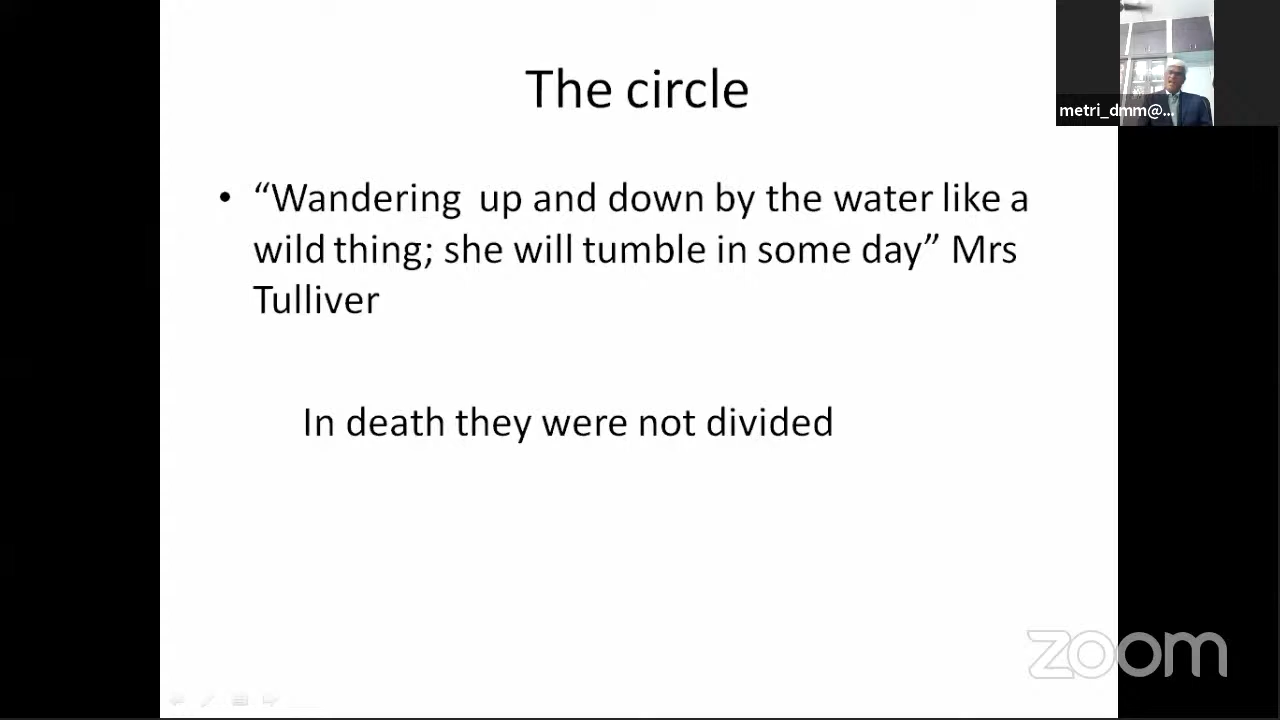 The circle
metri_dmm@...
• “Wandering up and down by the water like a
wild thing; she will tumble in some day” Mrs
Tulliver
In death they were not divided
zoom